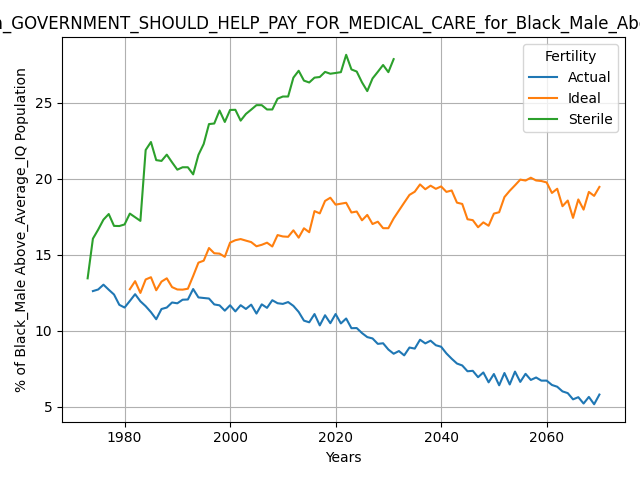 _GOVERNMENT_SHOULD_HELP_PAY_FOR_MEDICAL_CARE_for_Black_Male_Abo
Fertility
Actual
Ideal
Sterile
% of Black_Male Above_Average_IQ Population
25
20
15
10
5
1980 2000 2020 2040 2060
Years